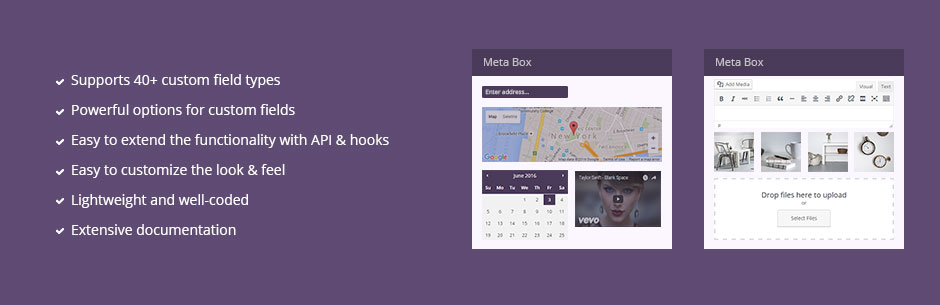 Supports 40+ custom field types
Powerful options for custom fields
Easy to extend the functionality with API & hooks
Easy to customize the look & feel
Lightweight and well-coded
Extensive documentation
Meta Box
Enter address...
Map Satellite
Google
June 2016
Su Mo Tu We Th Fr Sa
1 2 3 4
5 6 7 8 9 10 11
12 13 14 15 16 17 18
19 20 21 22 23 24 25
Taylor Swift - Blank Space
vevo
Meta Box
Add Media
Visual Text
Drop files here to upload
or
Select Files